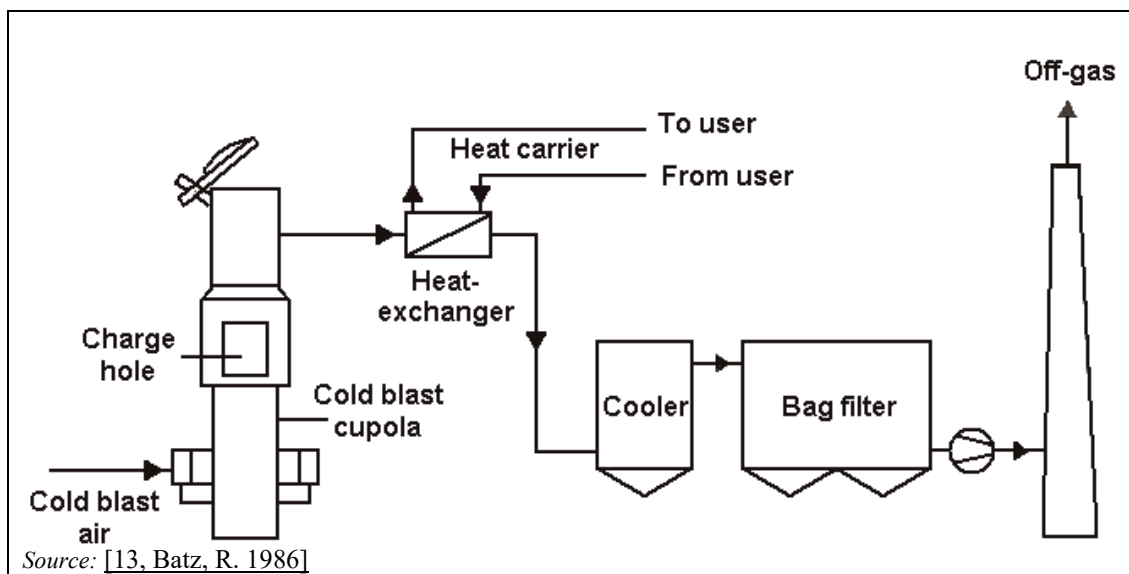 Off-gas
To user
Heat carrier
From user
Heat-
exchanger
Charge
hole
Cold blast
cupola
Cooler
Bag filter
Cold blast
air
Source: [13, Batz, R. 1986]